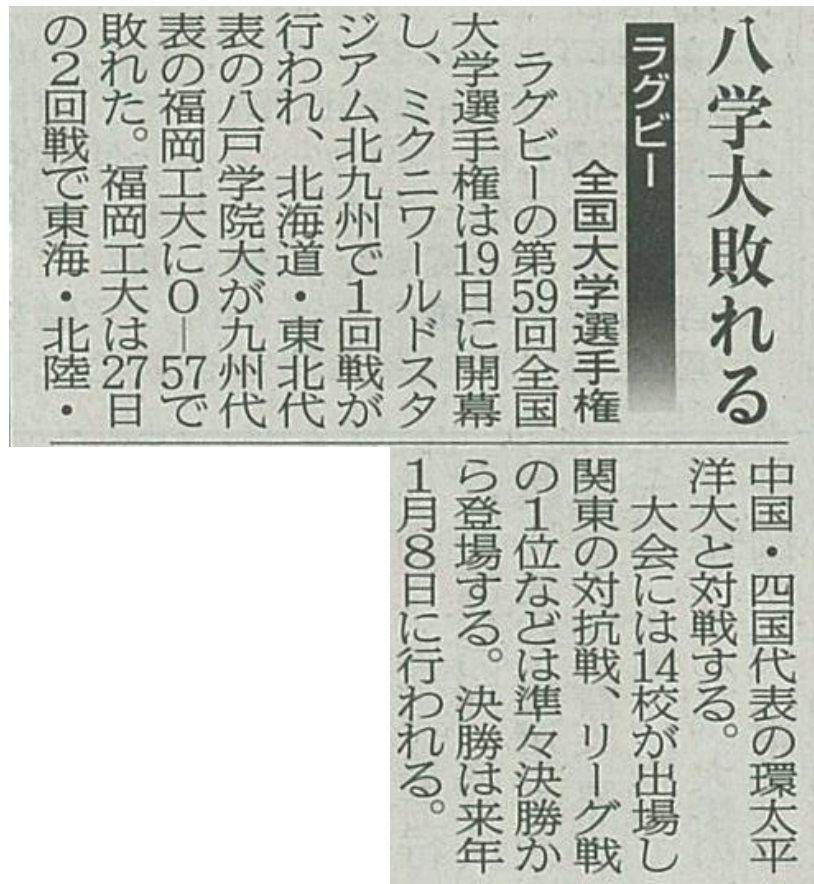 八学大敗れる
ラグビー
全国大学選手権
ラグビーの第59回全国
大学選手権は19日に開幕
し、ミクニワールドスタ
ジアム北九州で1回戦が
行われ、北海道・東北代
表の八戸学院大が九州代
表の福岡工大に0―57で
敗れた。福岡工大は27日
の2回戦で東海・北陸・
中国・四国代表の環太平
洋大と対戦する。
大会には14校が出場し
関東の対抗戦、リーグ戦
の1位などは準々決勝か
ら登場する。決勝は来年
1月8日に行われる。